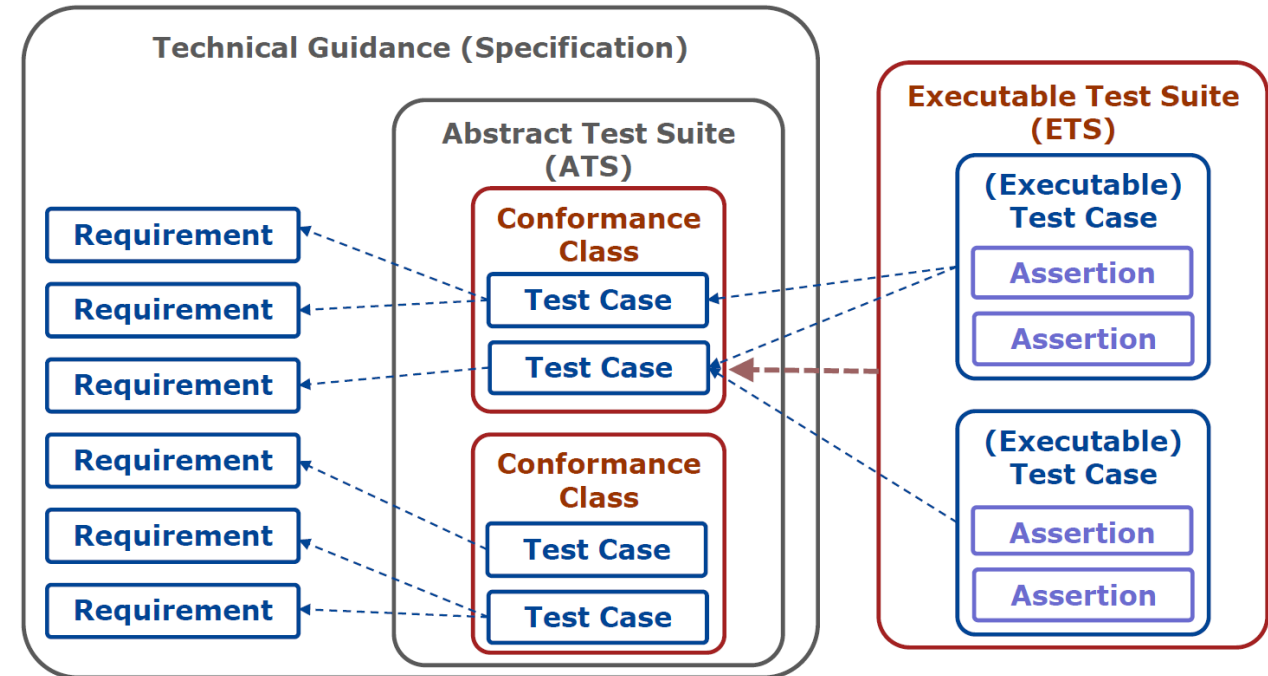 Technical Guidance (Specification)
Abstract Test Suite
(ATS)
Requirement
Requirement
Requirement
Requirement
Requirement
Requirement
Conformance
Class
Test Case
Test Case
Conformance
Class
Test Case
Test Case
Executable Test Suite
(ETS)
(Executable)
Test Case
Assertion
Assertion
(Executable)
Test Case
Assertion
Assertion